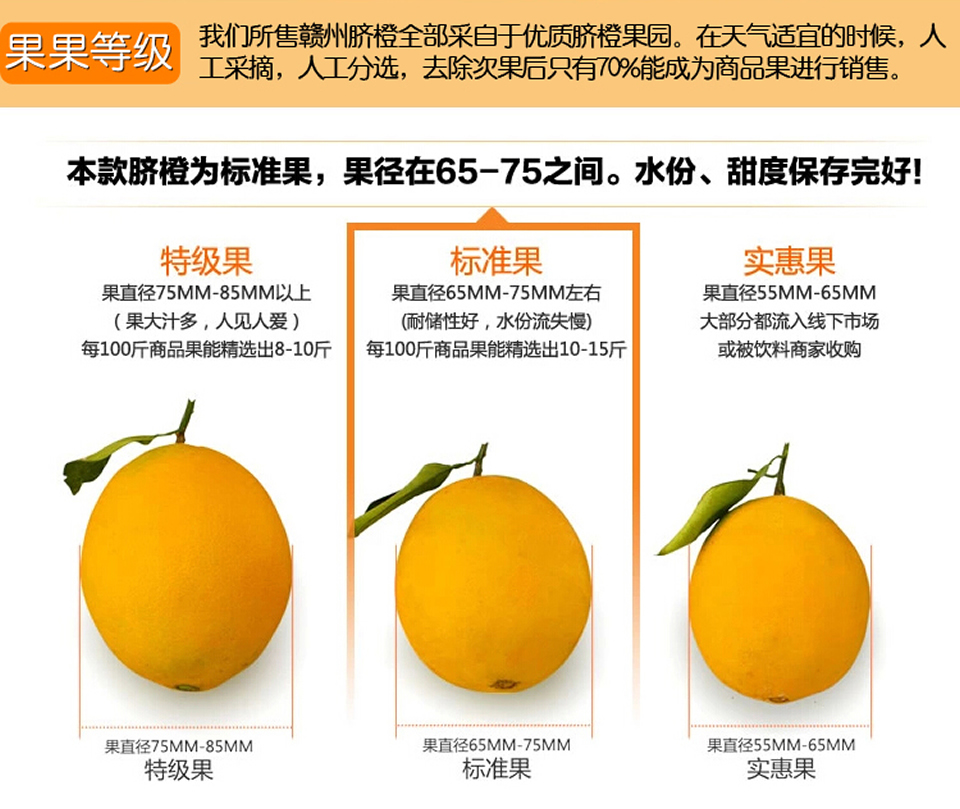 果果等级
我们所售赣州脐橙全部采自于优质脐橙果园。在天气适宜的时候，人
工采摘，人工分选，去除次果后只有70%能成为商品果进行销售。
本款脐橙为标准果，果径在65-75之间。水份、甜度保存完好!
特级果
果直径75MM-85MM以上
（果大汁多，人见人爱）
每100斤商品果能精选出8-10斤
标准果
果直径65MM-75MM左右
(耐储性好，水份流失慢)
每100斤商品果能精选出10-15斤
实惠果
果直径55MM-65MM
大部分都流入线下市场
或被饮料商家收购
果直径75MM-85MM
特级果
果直径65MM-75MM
标准果
果直径55MM-65MM
实惠果